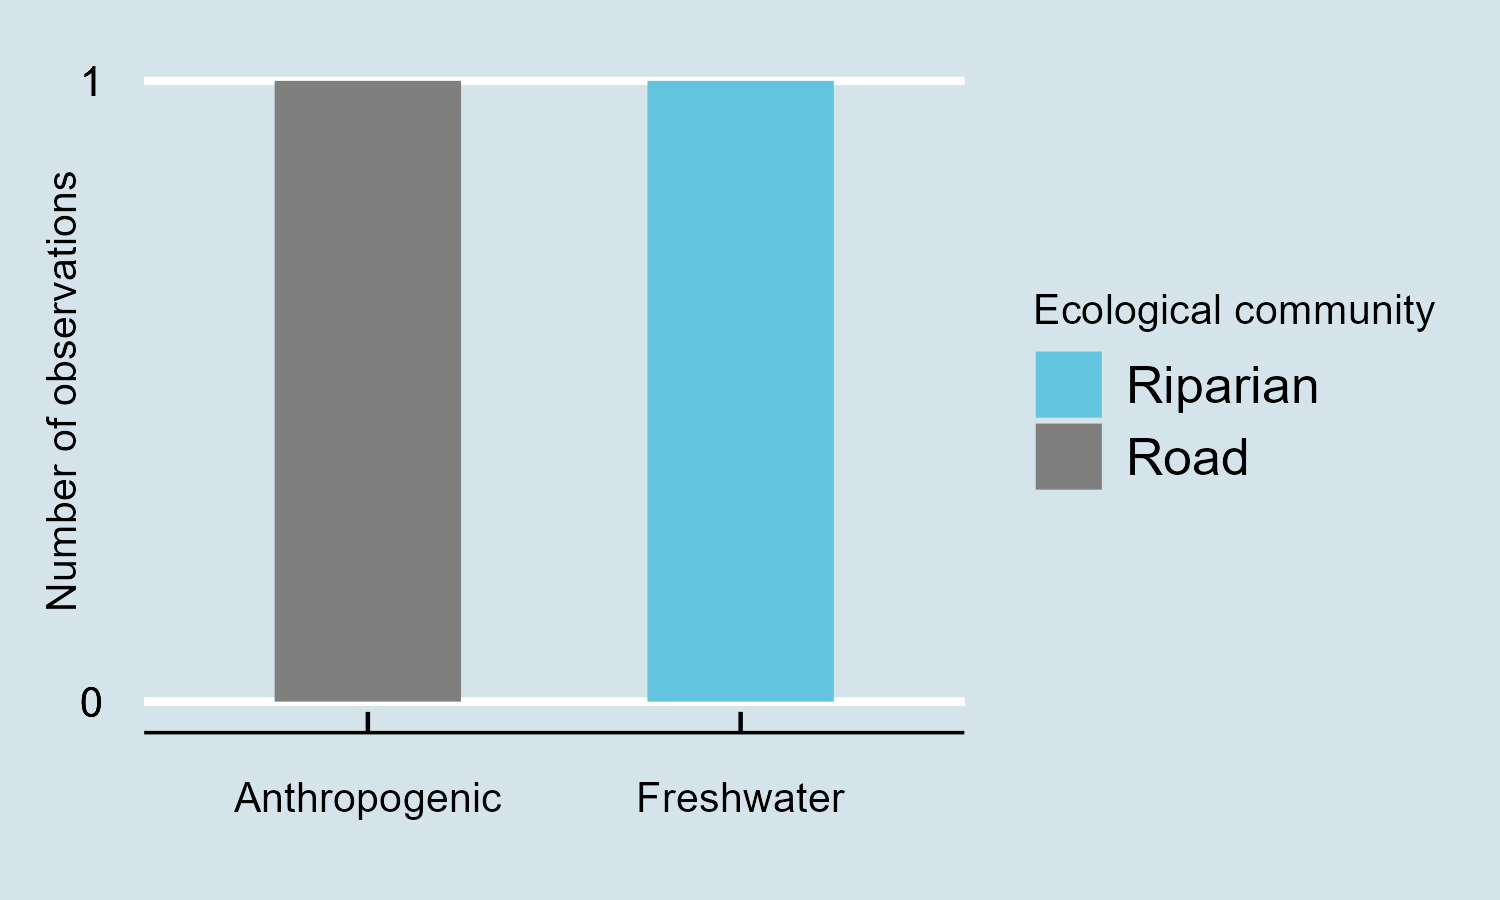 1
Number of observations
0
Anthropogenic
Freshwater
Ecological community
Riparian
Road